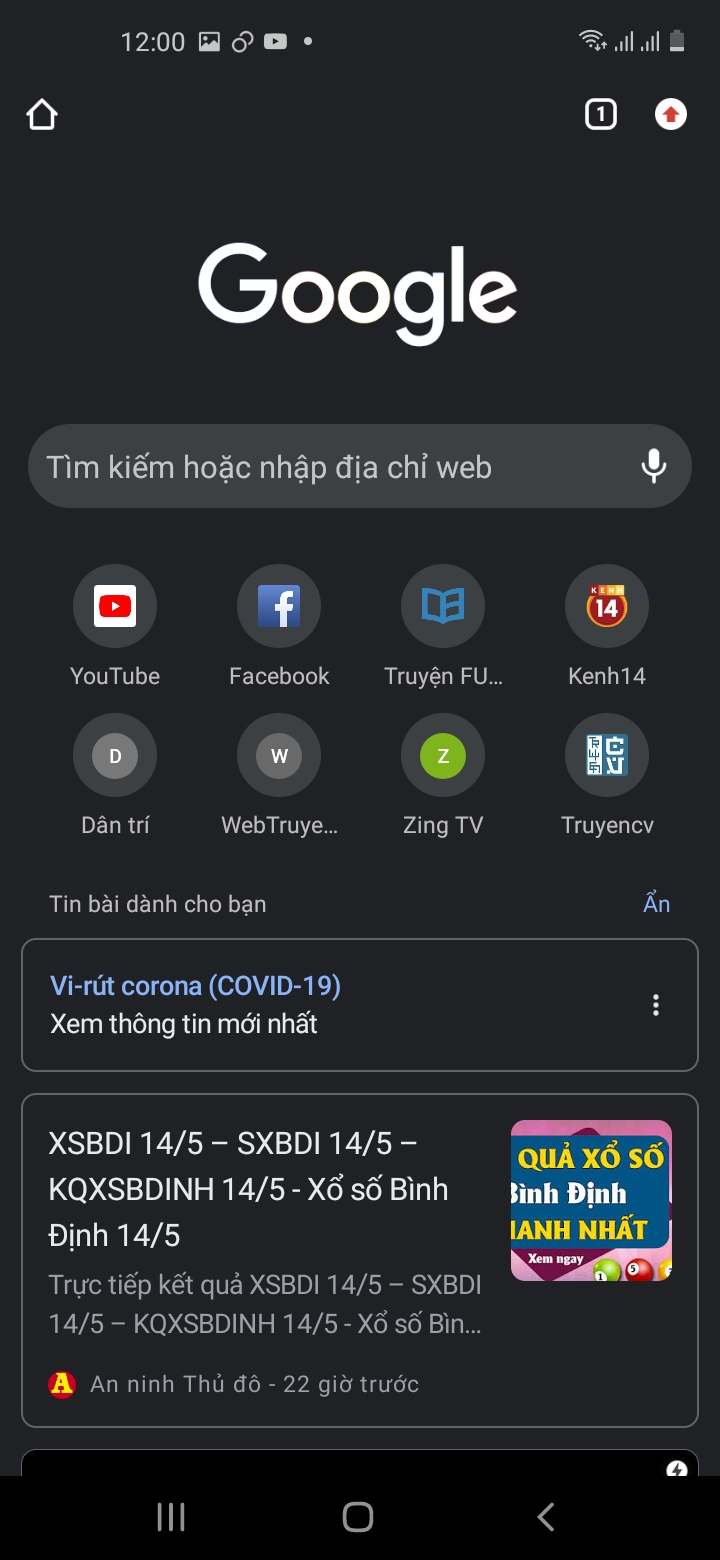 12:00
1
Google
Tìm kiếm hoặc nhập địa chỉ web
YouTube
Facebook
Truyện FU...
KENH
14
Kenh14
D
W
Z
Dân trí
WebTruye...
Zing TV
Truyencv
Tin bài dành cho bạn
Ẩn
Vi-rút corona (COVID-19)
Xem thông tin mới nhất
XSBDI 14/5 – SXBDI 14/5 –
KQXSBDINH 14/5 - Xổ số Bình
Định 14/5
QUẢ XỔ SỐ
Bình Định
HANH NHẤT
Xem ngay
1
5
Trực tiếp kết quả XSBDI 14/5 – SXBDI
14/5 – KQXSBDINH 14/5 - Xổ số Bìn...
A
An ninh Thủ đô - 22 giờ trước